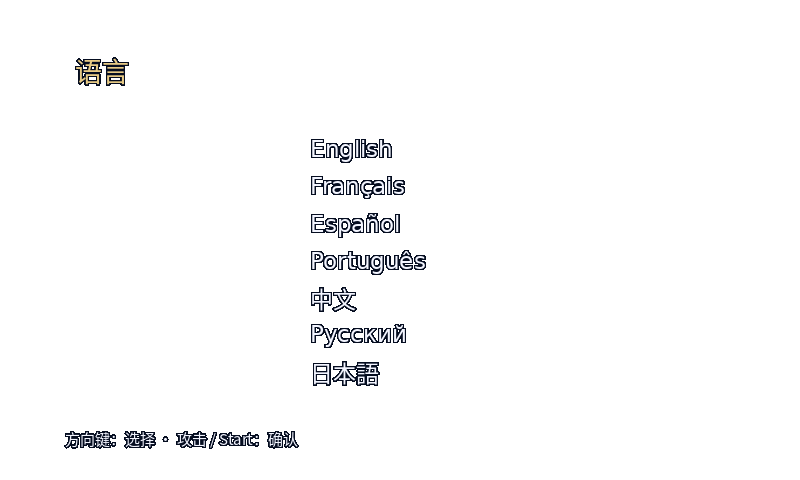 语言
English
Français
Español
Português
中文
Русский
日本語
方向键：选择 · 攻击 / Start：确认